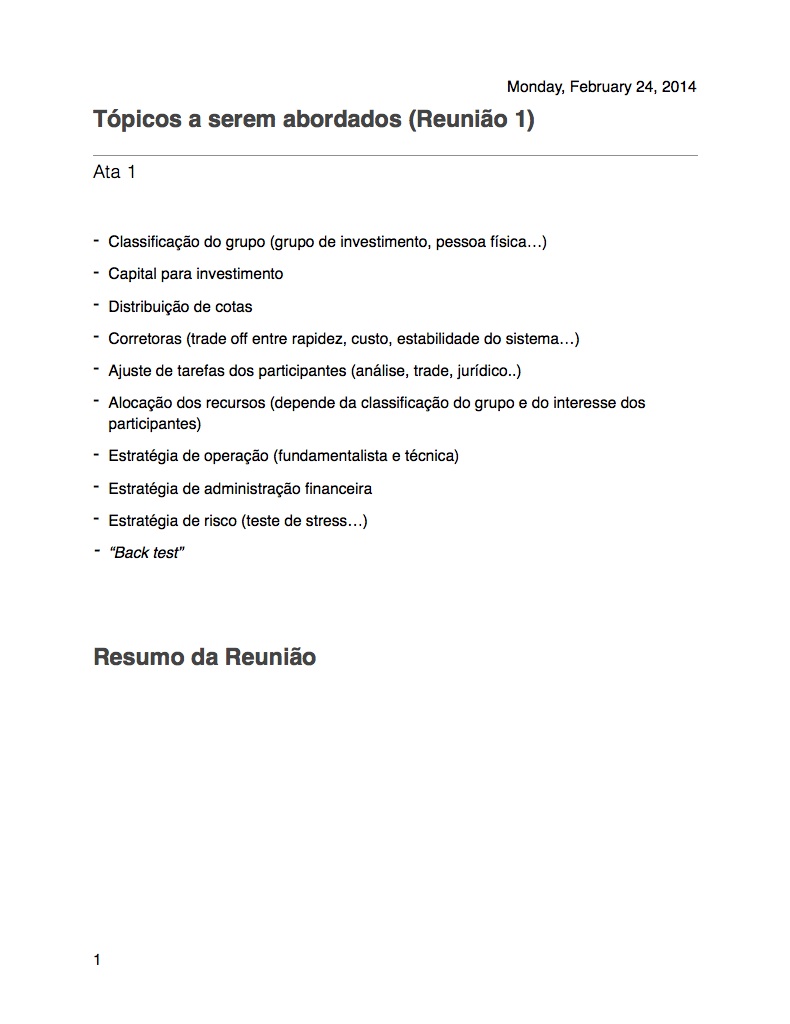 Monday, February 24, 2014
Tópicos a serem abordados (Reunião 1)
Ata 1
- Classificação do grupo (grupo de investimento, pessoa física…)
- Capital para investimento
- Distribuição de cotas
- Corretoras (trade off entre rapidez, custo, estabilidade do sistema…)
- Ajuste de tarefas dos participantes (análise, trade, jurídico..)
- Alocação dos recursos (depende da classificação do grupo e do interesse dos
participantes)
- Estratégia de operação (fundamentalista e técnica)
- Estratégia de administração financeira
- Estratégia de risco (teste de stress…)
- “Back test”
Resumo da Reunião
1